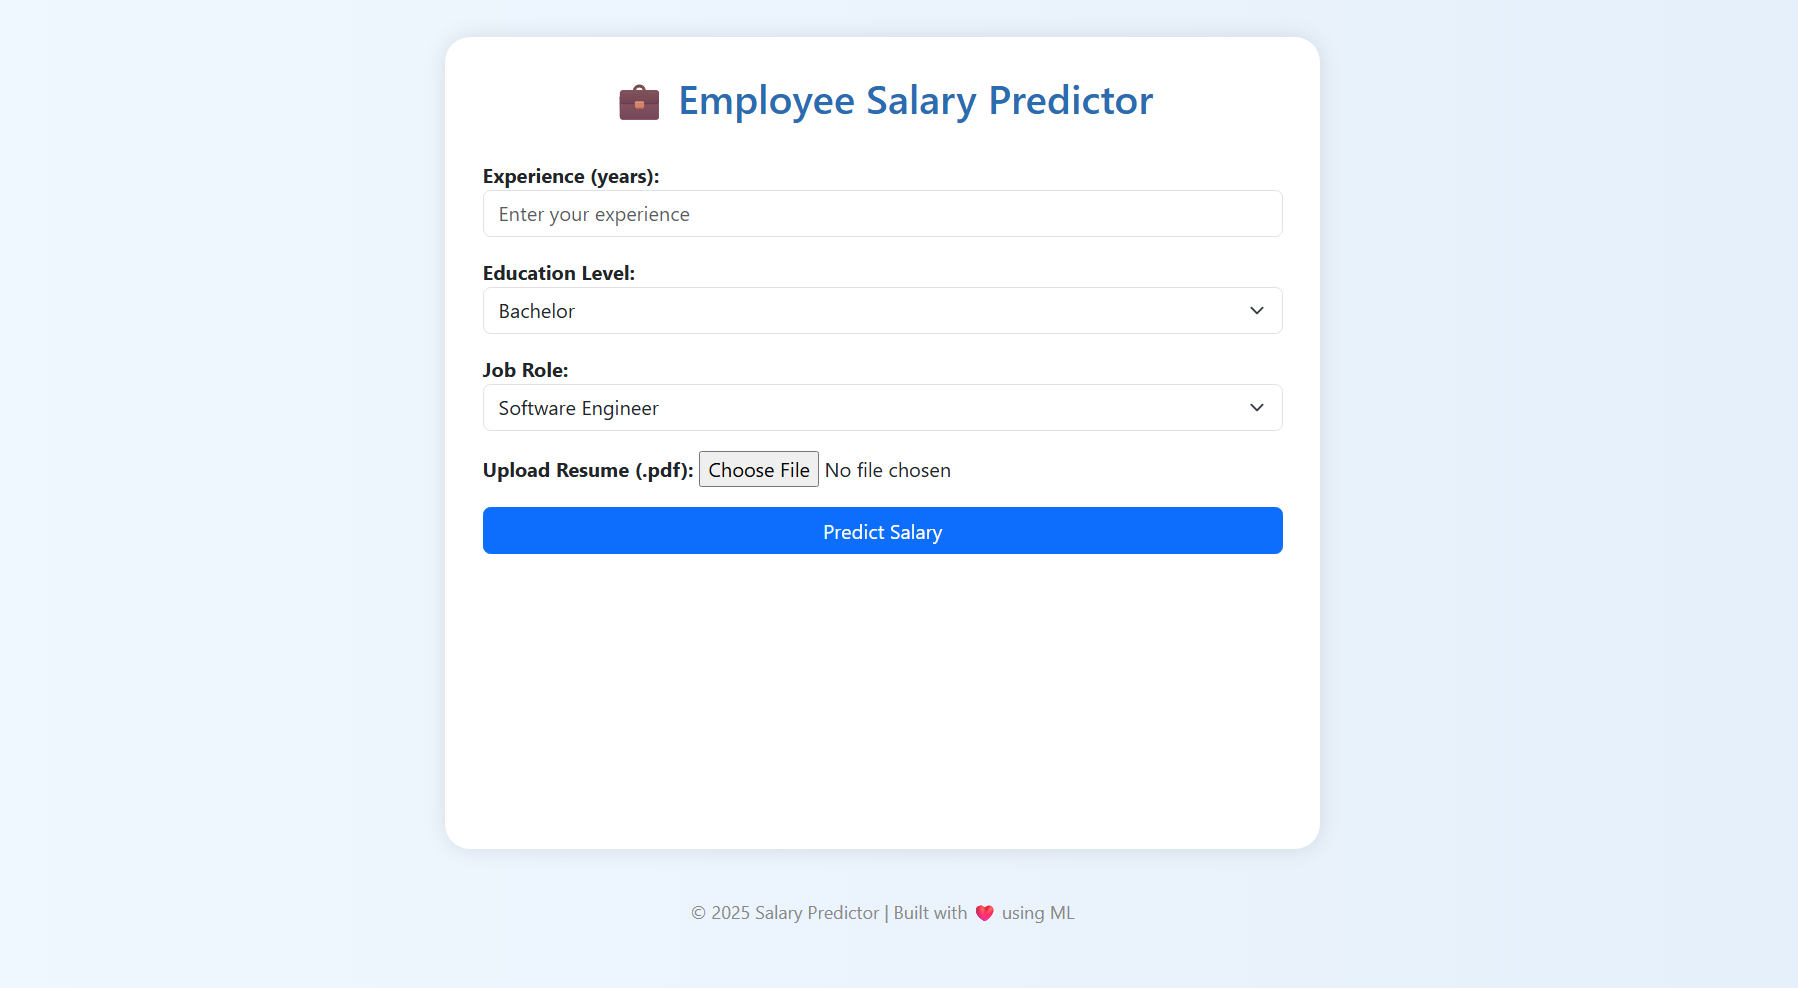 💼 Employee Salary Predictor
Experience (years):
Enter your experience
Education Level:
Bachelor
Job Role:
Software Engineer
Upload Resume (.pdf): Choose File No file chosen
Predict Salary
© 2025 Salary Predictor | Built with ❤️ using ML